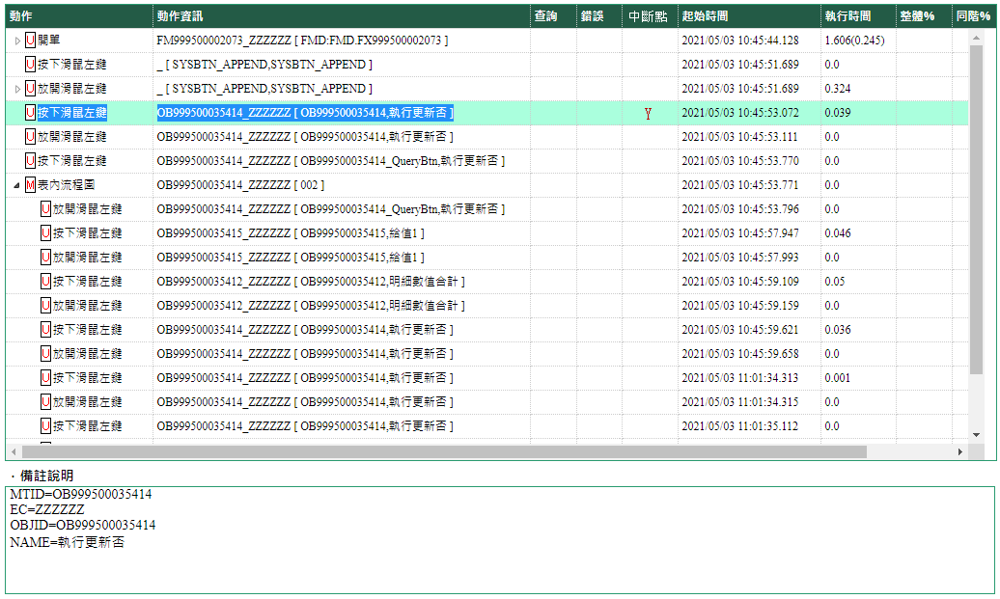 動作 動作資訊 查詢 錯誤 中斷點 起始時間 執行時間 整體% 同階%
U 開單 FM999500002073_ZZZZZZ [ FMD:FMD.FX999500002073 ] 2021/05/03 10:45:44.128 1.606(0.245)
U 按下滑鼠左鍵 _ [ SYSBTN_APPEND,SYSBTN_APPEND ] 2021/05/03 10:45:51.689 0.0
U 放開滑鼠左鍵 _ [ SYSBTN_APPEND,SYSBTN_APPEND ] 2021/05/03 10:45:51.689 0.324
U 按下滑鼠左鍵 OB999500035414_ZZZZZZ [ OB999500035414,執行更新否 ] Y 2021/05/03 10:45:53.072 0.039
U 放開滑鼠左鍵 OB999500035414_ZZZZZZ [ OB999500035414,執行更新否 ] 2021/05/03 10:45:53.111 0.0
U 按下滑鼠左鍵 OB999500035414_ZZZZZZ [ OB999500035414_QueryBtn,執行更新否 ] 2021/05/03 10:45:53.770 0.0
M 表內流程圖 OB999500035414_ZZZZZZ [ 002 ] 2021/05/03 10:45:53.771 0.0
U 放開滑鼠左鍵 OB999500035414_ZZZZZZ [ OB999500035414_QueryBtn,執行更新否 ] 2021/05/03 10:45:53.796 0.0
U 按下滑鼠左鍵 OB999500035415_ZZZZZZ [ OB999500035415,給值1 ] 2021/05/03 10:45:57.947 0.046
U 放開滑鼠左鍵 OB999500035415_ZZZZZZ [ OB999500035415,給值1 ] 2021/05/03 10:45:57.993 0.0
U 按下滑鼠左鍵 OB999500035412_ZZZZZZ [ OB999500035412,明細數值合計 ] 2021/05/03 10:45:59.109 0.05
U 放開滑鼠左鍵 OB999500035412_ZZZZZZ [ OB999500035412,明細數值合計 ] 2021/05/03 10:45:59.159 0.0
U 按下滑鼠左鍵 OB999500035414_ZZZZZZ [ OB999500035414,執行更新否 ] 2021/05/03 10:45:59.621 0.036
U 放開滑鼠左鍵 OB999500035414_ZZZZZZ [ OB999500035414,執行更新否 ] 2021/05/03 10:45:59.658 0.0
U 按下滑鼠左鍵 OB999500035414_ZZZZZZ [ OB999500035414,執行更新否 ] 2021/05/03 11:01:34.313 0.001
U 放開滑鼠左鍵 OB999500035414_ZZZZZZ [ OB999500035414,執行更新否 ] 2021/05/03 11:01:34.315 0.0
U 按下滑鼠左鍵 OB999500035414_ZZZZZZ [ OB999500035414,執行更新否 ] 2021/05/03 11:01:35.112 0.0
．備註說明
MTID=OB999500035414
EC=ZZZZZZ
OBJID=OB999500035414
NAME=執行更新否